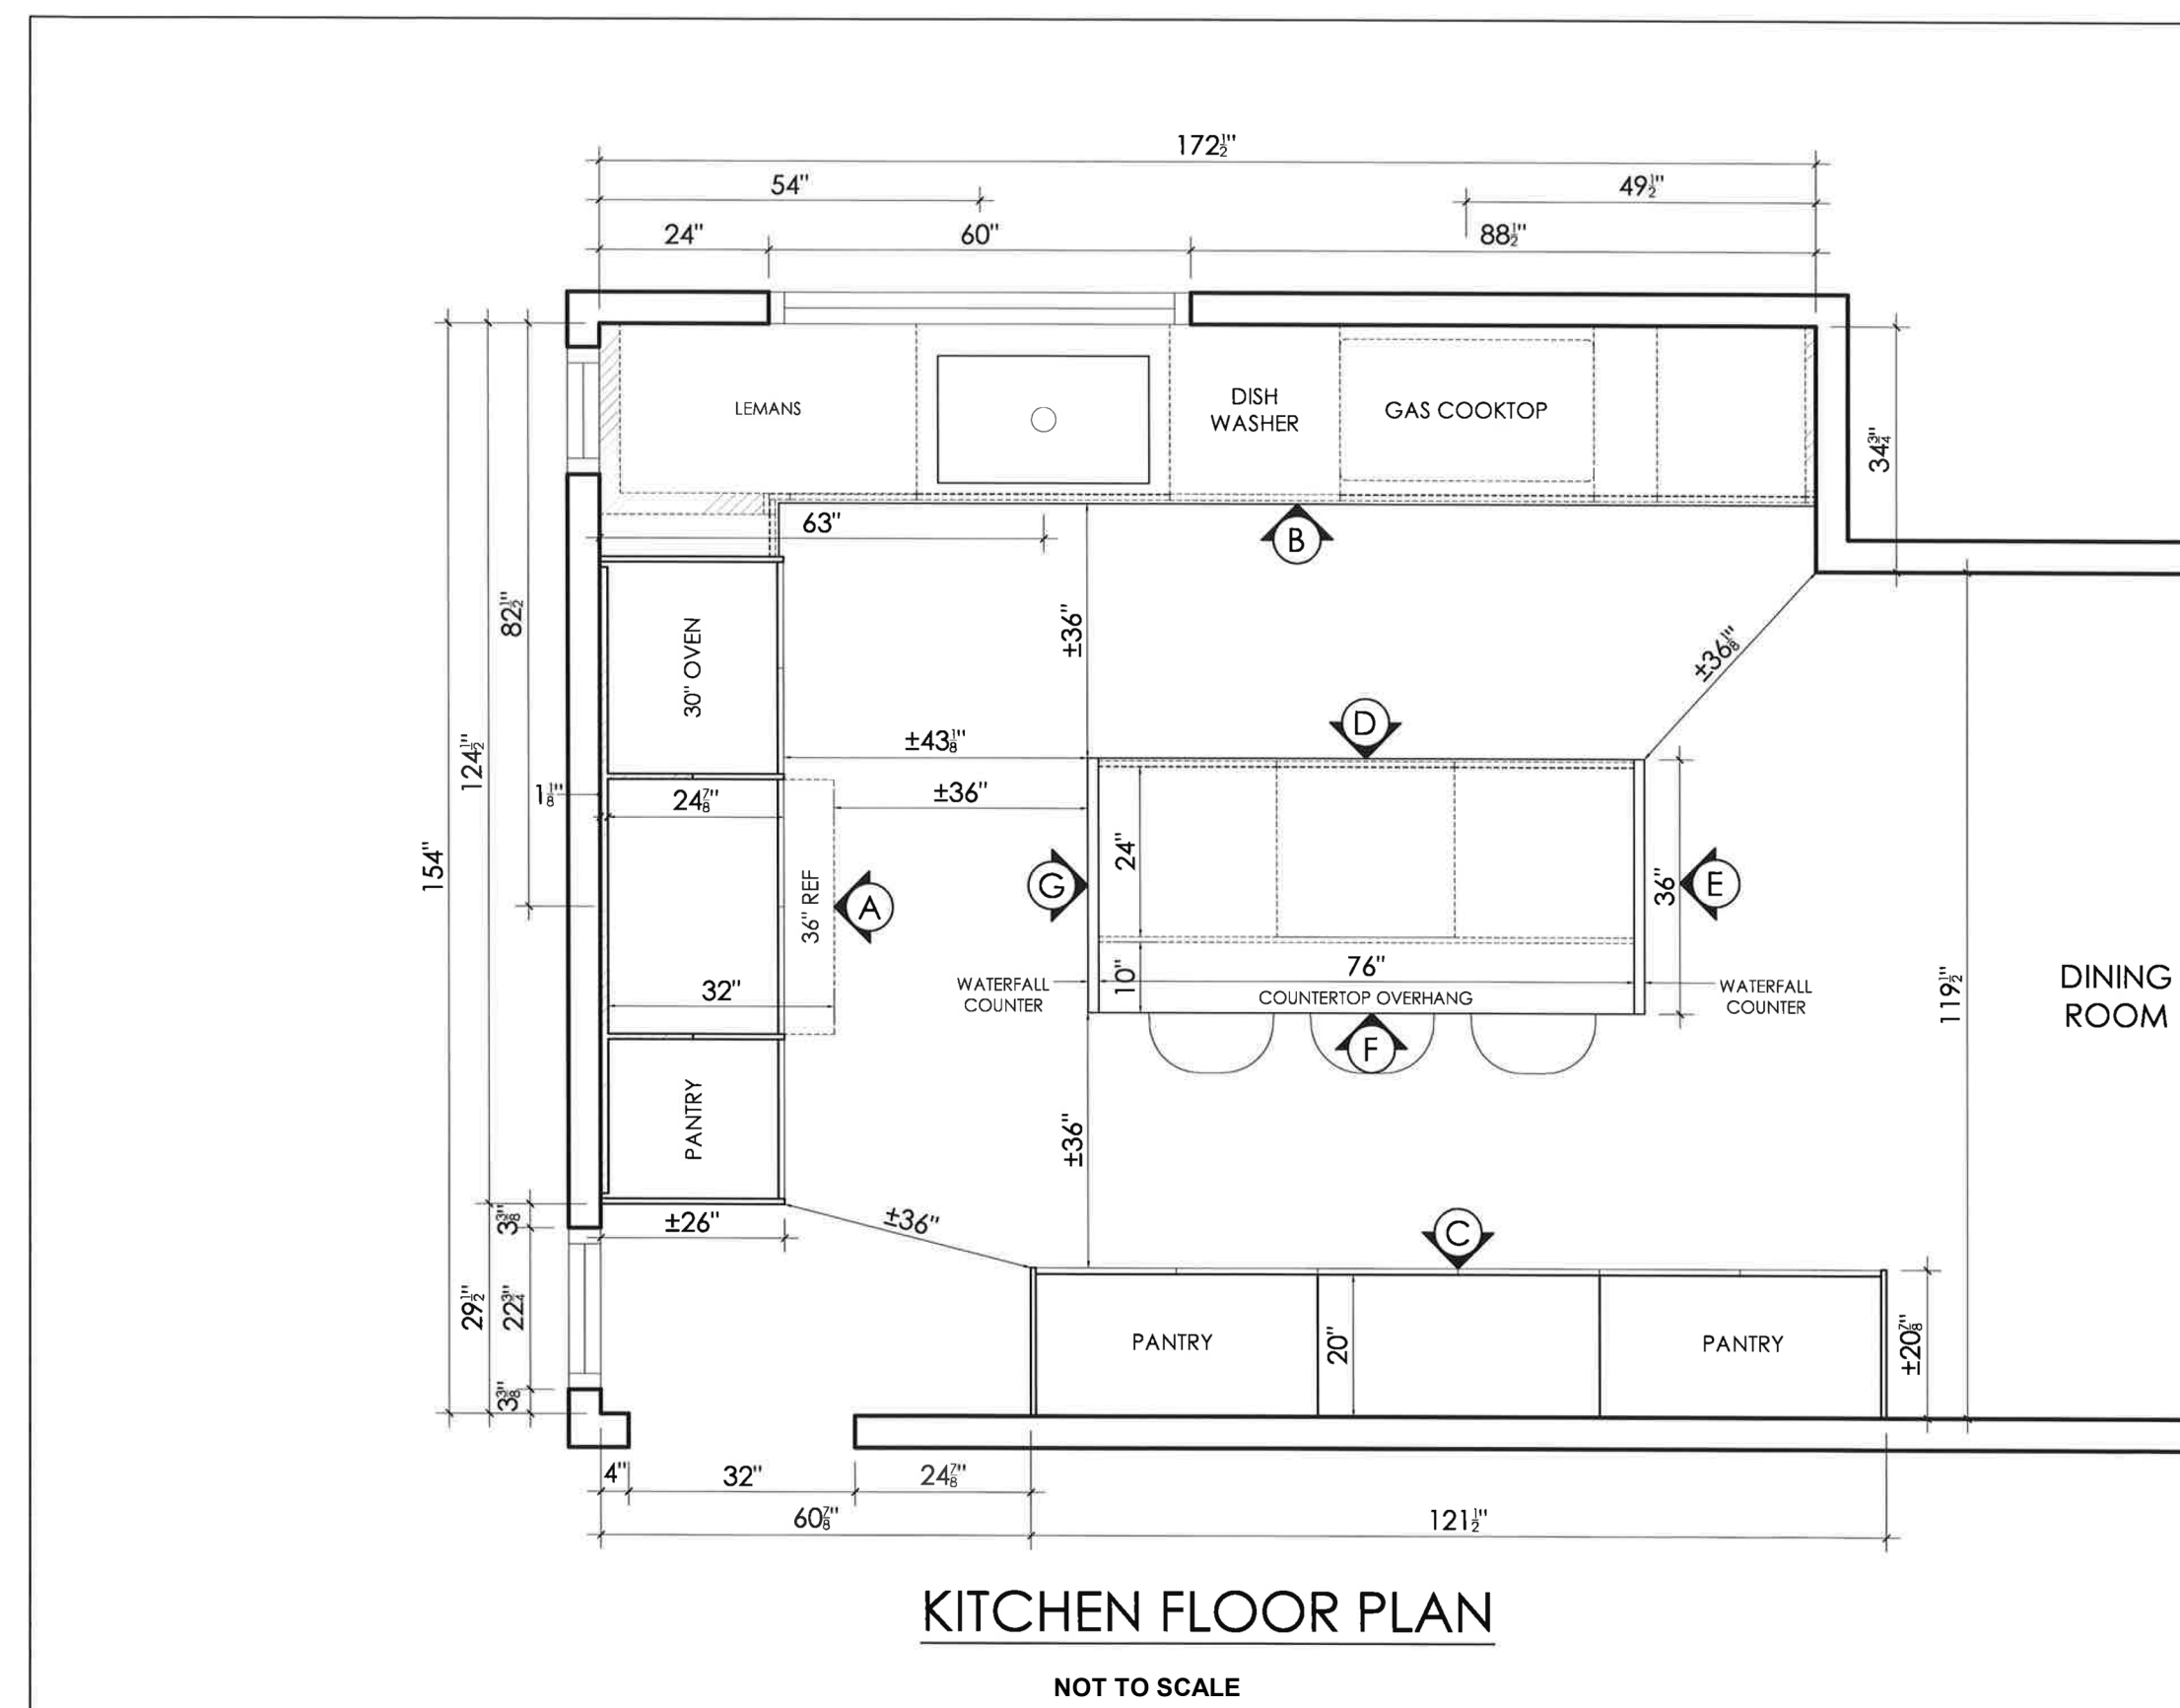 172½"
54"
49½"
24"
60"
88½"
LEMANS
DISH
WASHER
GAS COOKTOP
34¾"
63"
B
82½"
30" OVEN
±36"
±36⅛"
D
±43⅛"
124½"
1⅛"
24⅞"
±36"
154"
24"
G
36"
E
36" REF
A
76"
10"
32"
WATERFALL
COUNTER
COUNTERTOP OVERHANG
WATERFALL
COUNTER
119½"
DINING
ROOM
F
PANTRY
±36"
3⅜"
±26"
±36"
C
29½"
22¾"
PANTRY
20"
PANTRY
±20⅞"
3⅜"
4"
32"
24⅞"
60⅞"
121½"
KITCHEN FLOOR PLAN
NOT TO SCALE